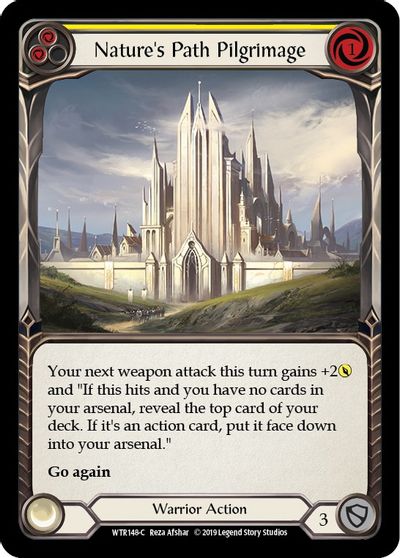 Nature's Path Pilgrimage
1
Your next weapon attack this turn gains +2
and "If this hits and you have no cards in
your arsenal, reveal the top card of your
deck. If it's an action card, put it face down
into your arsenal."
Go again
Warrior Action
3
WTR148-C Reza Afshar © 2019 Legend Story Studios